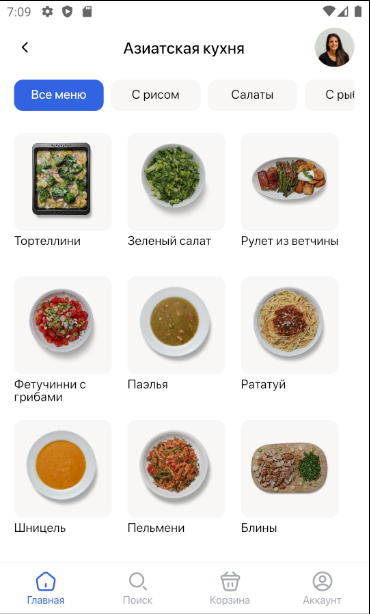 7:09
Азиатская кухня
Все меню
С рисом
Салаты
С рыб
Тортеллини
Зеленый салат
Рулет из ветчины
Фетучинни с
грибами
Паэлья
Рататуй
Шницель
Пельмени
Блины
Главная
Поиск
Корзина
Аккаунт